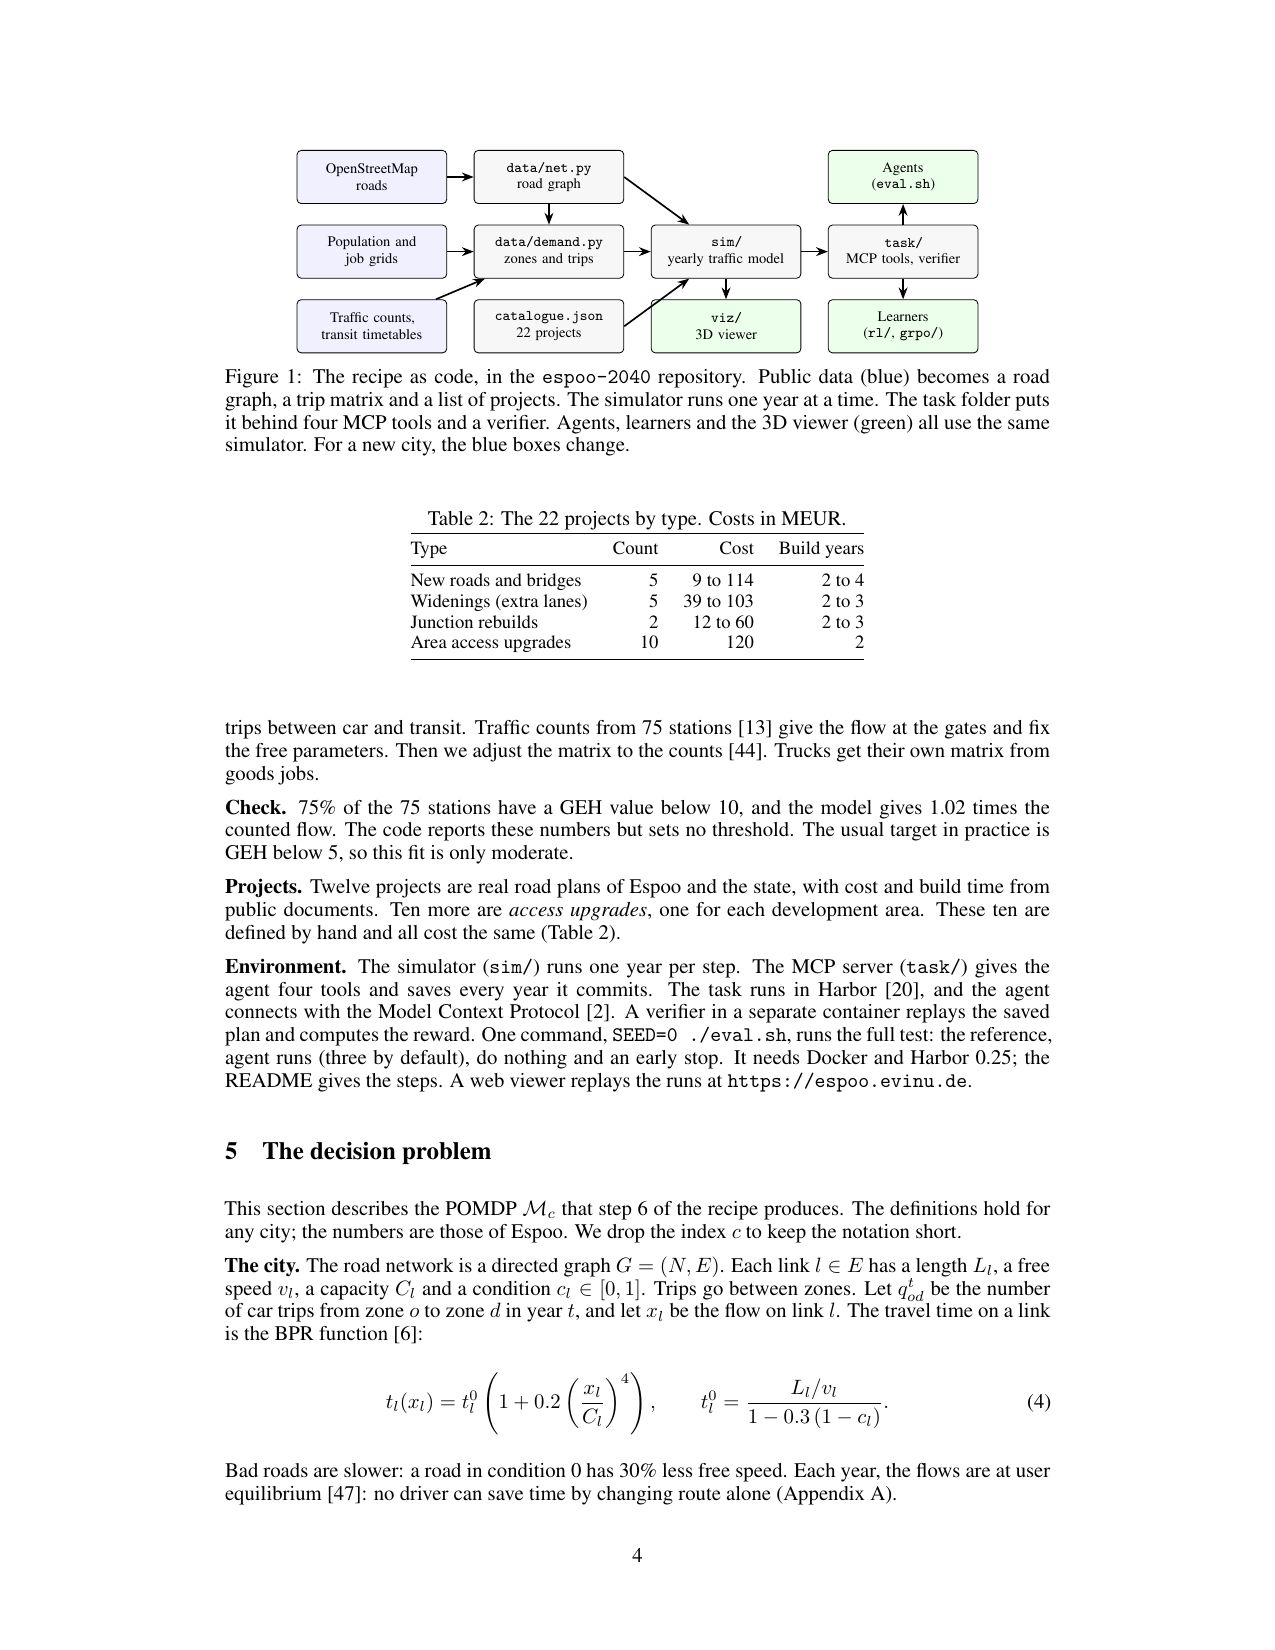 OpenStreetMap
roads
data/net.py
road graph
Agents
(eval.sh)
Population and
job grids
data/demand.py
zones and trips
sim/
yearly traffic model
task/
MCP tools, verifier
Traffic counts,
transit timetables
catalogue.json
22 projects
viz/
3D viewer
Learners
(rl/, grpo/)
Figure 1: The recipe as code, in the espoo-2040 repository. Public data (blue) becomes a road
graph, a trip matrix and a list of projects. The simulator runs one year at a time. The task folder puts
it behind four MCP tools and a verifier. Agents, learners and the 3D viewer (green) all use the same
simulator. For a new city, the blue boxes change.
Table 2: The 22 projects by type. Costs in MEUR.
Type Count Cost Build years
New roads and bridges 5 9 to 114 2 to 4
Widenings (extra lanes) 5 39 to 103 2 to 3
Junction rebuilds 2 12 to 60 2 to 3
Area access upgrades 10 120 2
trips between car and transit. Traffic counts from 75 stations [13] give the flow at the gates and fix
the free parameters. Then we adjust the matrix to the counts [44]. Trucks get their own matrix from
goods jobs.
Check. 75% of the 75 stations have a GEH value below 10, and the model gives 1.02 times the
counted flow. The code reports these numbers but sets no threshold. The usual target in practice is
GEH below 5, so this fit is only moderate.
Projects. Twelve projects are real road plans of Espoo and the state, with cost and build time from
public documents. Ten more are access upgrades, one for each development area. These ten are
defined by hand and all cost the same (Table 2).
Environment. The simulator (sim/) runs one year per step. The MCP server (task/) gives the
agent four tools and saves every year it commits. The task runs in Harbor [20], and the agent
connects with the Model Context Protocol [2]. A verifier in a separate container replays the saved
plan and computes the reward. One command, SEED=0 ./eval.sh, runs the full test: the reference,
agent runs (three by default), do nothing and an early stop. It needs Docker and Harbor 0.25; the
README gives the steps. A web viewer replays the runs at https://espoo.evinu.de.
5 The decision problem
This section describes the POMDP ℳ_c that step 6 of the recipe produces. The definitions hold for
any city; the numbers are those of Espoo. We drop the index c to keep the notation short.
The city. The road network is a directed graph G = (N, E). Each link l ∈ E has a length L_l, a free
speed v_l, a capacity C_l and a condition c_l ∈ [0, 1]. Trips go between zones. Let q^t_{od} be the number
of car trips from zone o to zone d in year t, and let x_l be the flow on link l. The travel time on a link
is the BPR function [6]:
t_l(x_l) = t_l^0 (1 + 0.2 (x_l / C_l)^4), t_l^0 = (L_l/v_l) / (1 − 0.3 (1 − c_l)). (4)
Bad roads are slower: a road in condition 0 has 30% less free speed. Each year, the flows are at user
equilibrium [47]: no driver can save time by changing route alone (Appendix A).
4